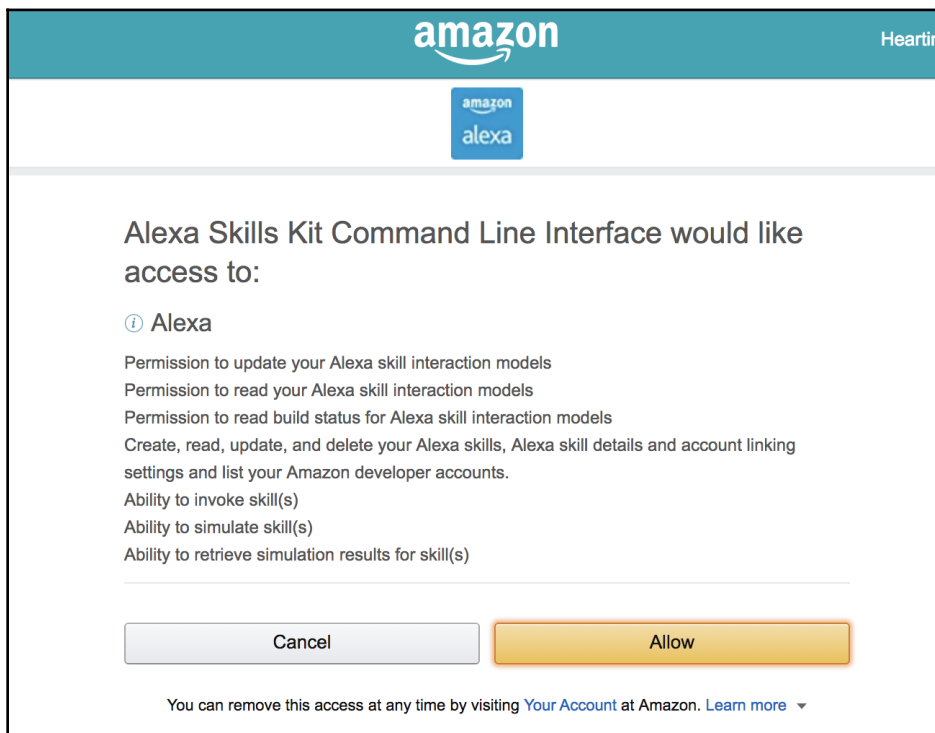 amazon
Heartin
amazon
alexa
Alexa Skills Kit Command Line Interface would like
access to:
i Alexa
Permission to update your Alexa skill interaction models
Permission to read your Alexa skill interaction models
Permission to read build status for Alexa skill interaction models
Create, read, update, and delete your Alexa skills, Alexa skill details and account linking
settings and list your Amazon developer accounts.
Ability to invoke skill(s)
Ability to simulate skill(s)
Ability to retrieve simulation results for skill(s)
Cancel Allow
You can remove this access at any time by visiting Your Account at Amazon. Learn more